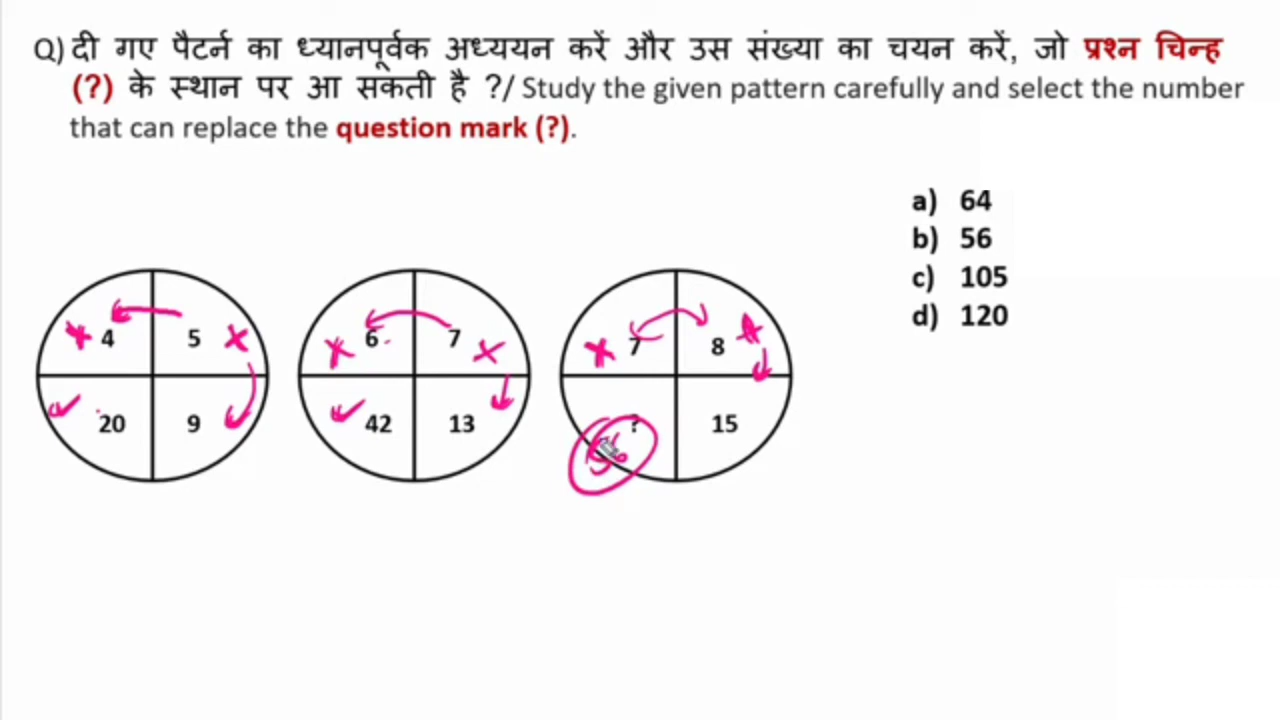 Q) दी गए पैटर्न का ध्यानपूर्वक अध्ययन करें और उस संख्या का चयन करें, जो प्रश्न चिन्ह
(?) के स्थान पर आ सकती है ?/ Study the given pattern carefully and select the number
that can replace the question mark (?).
a) 64
b) 56
c) 105
d) 120
4 5 6 7 7 8
20 9 42 13 ? 15
56